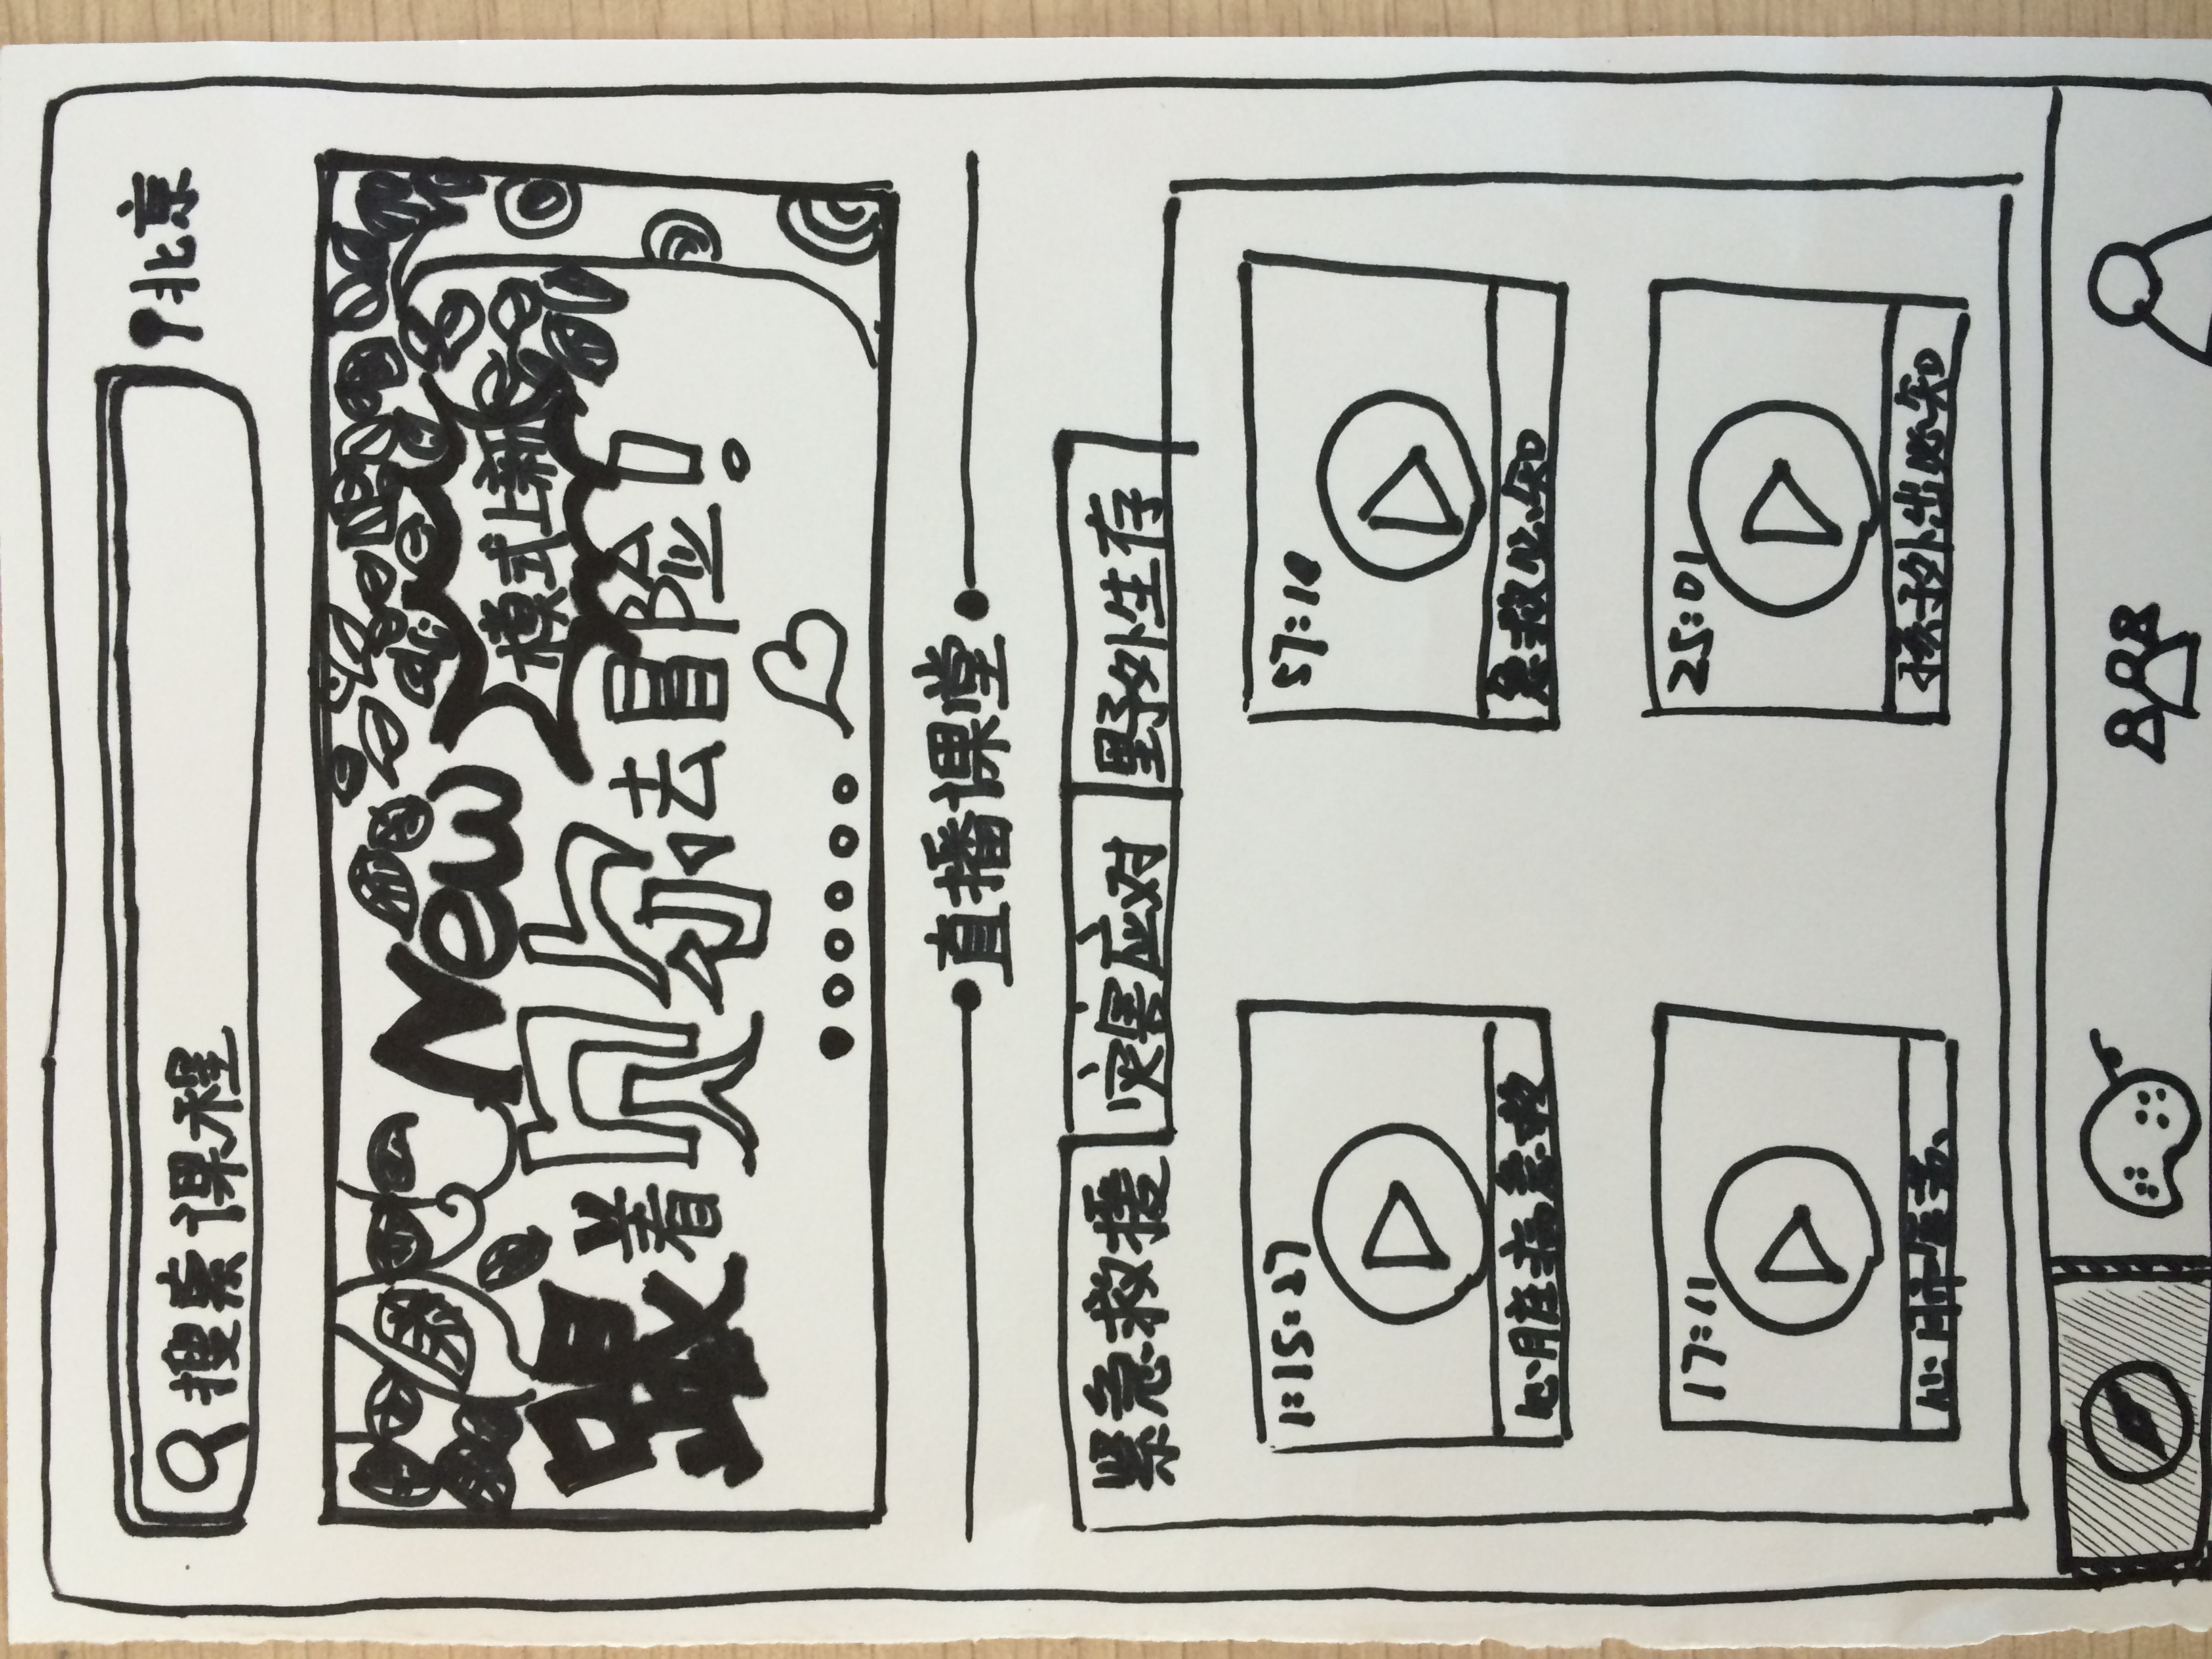 搜索课程
北京
New
模式上新
跟着贝尔去冒险!
直播课堂
紧急救援 灾害应对 野外生存
1:15:27
57:10
心脏病急救
急救必知
17:11
25:01
心肺复苏
孩子外出必知